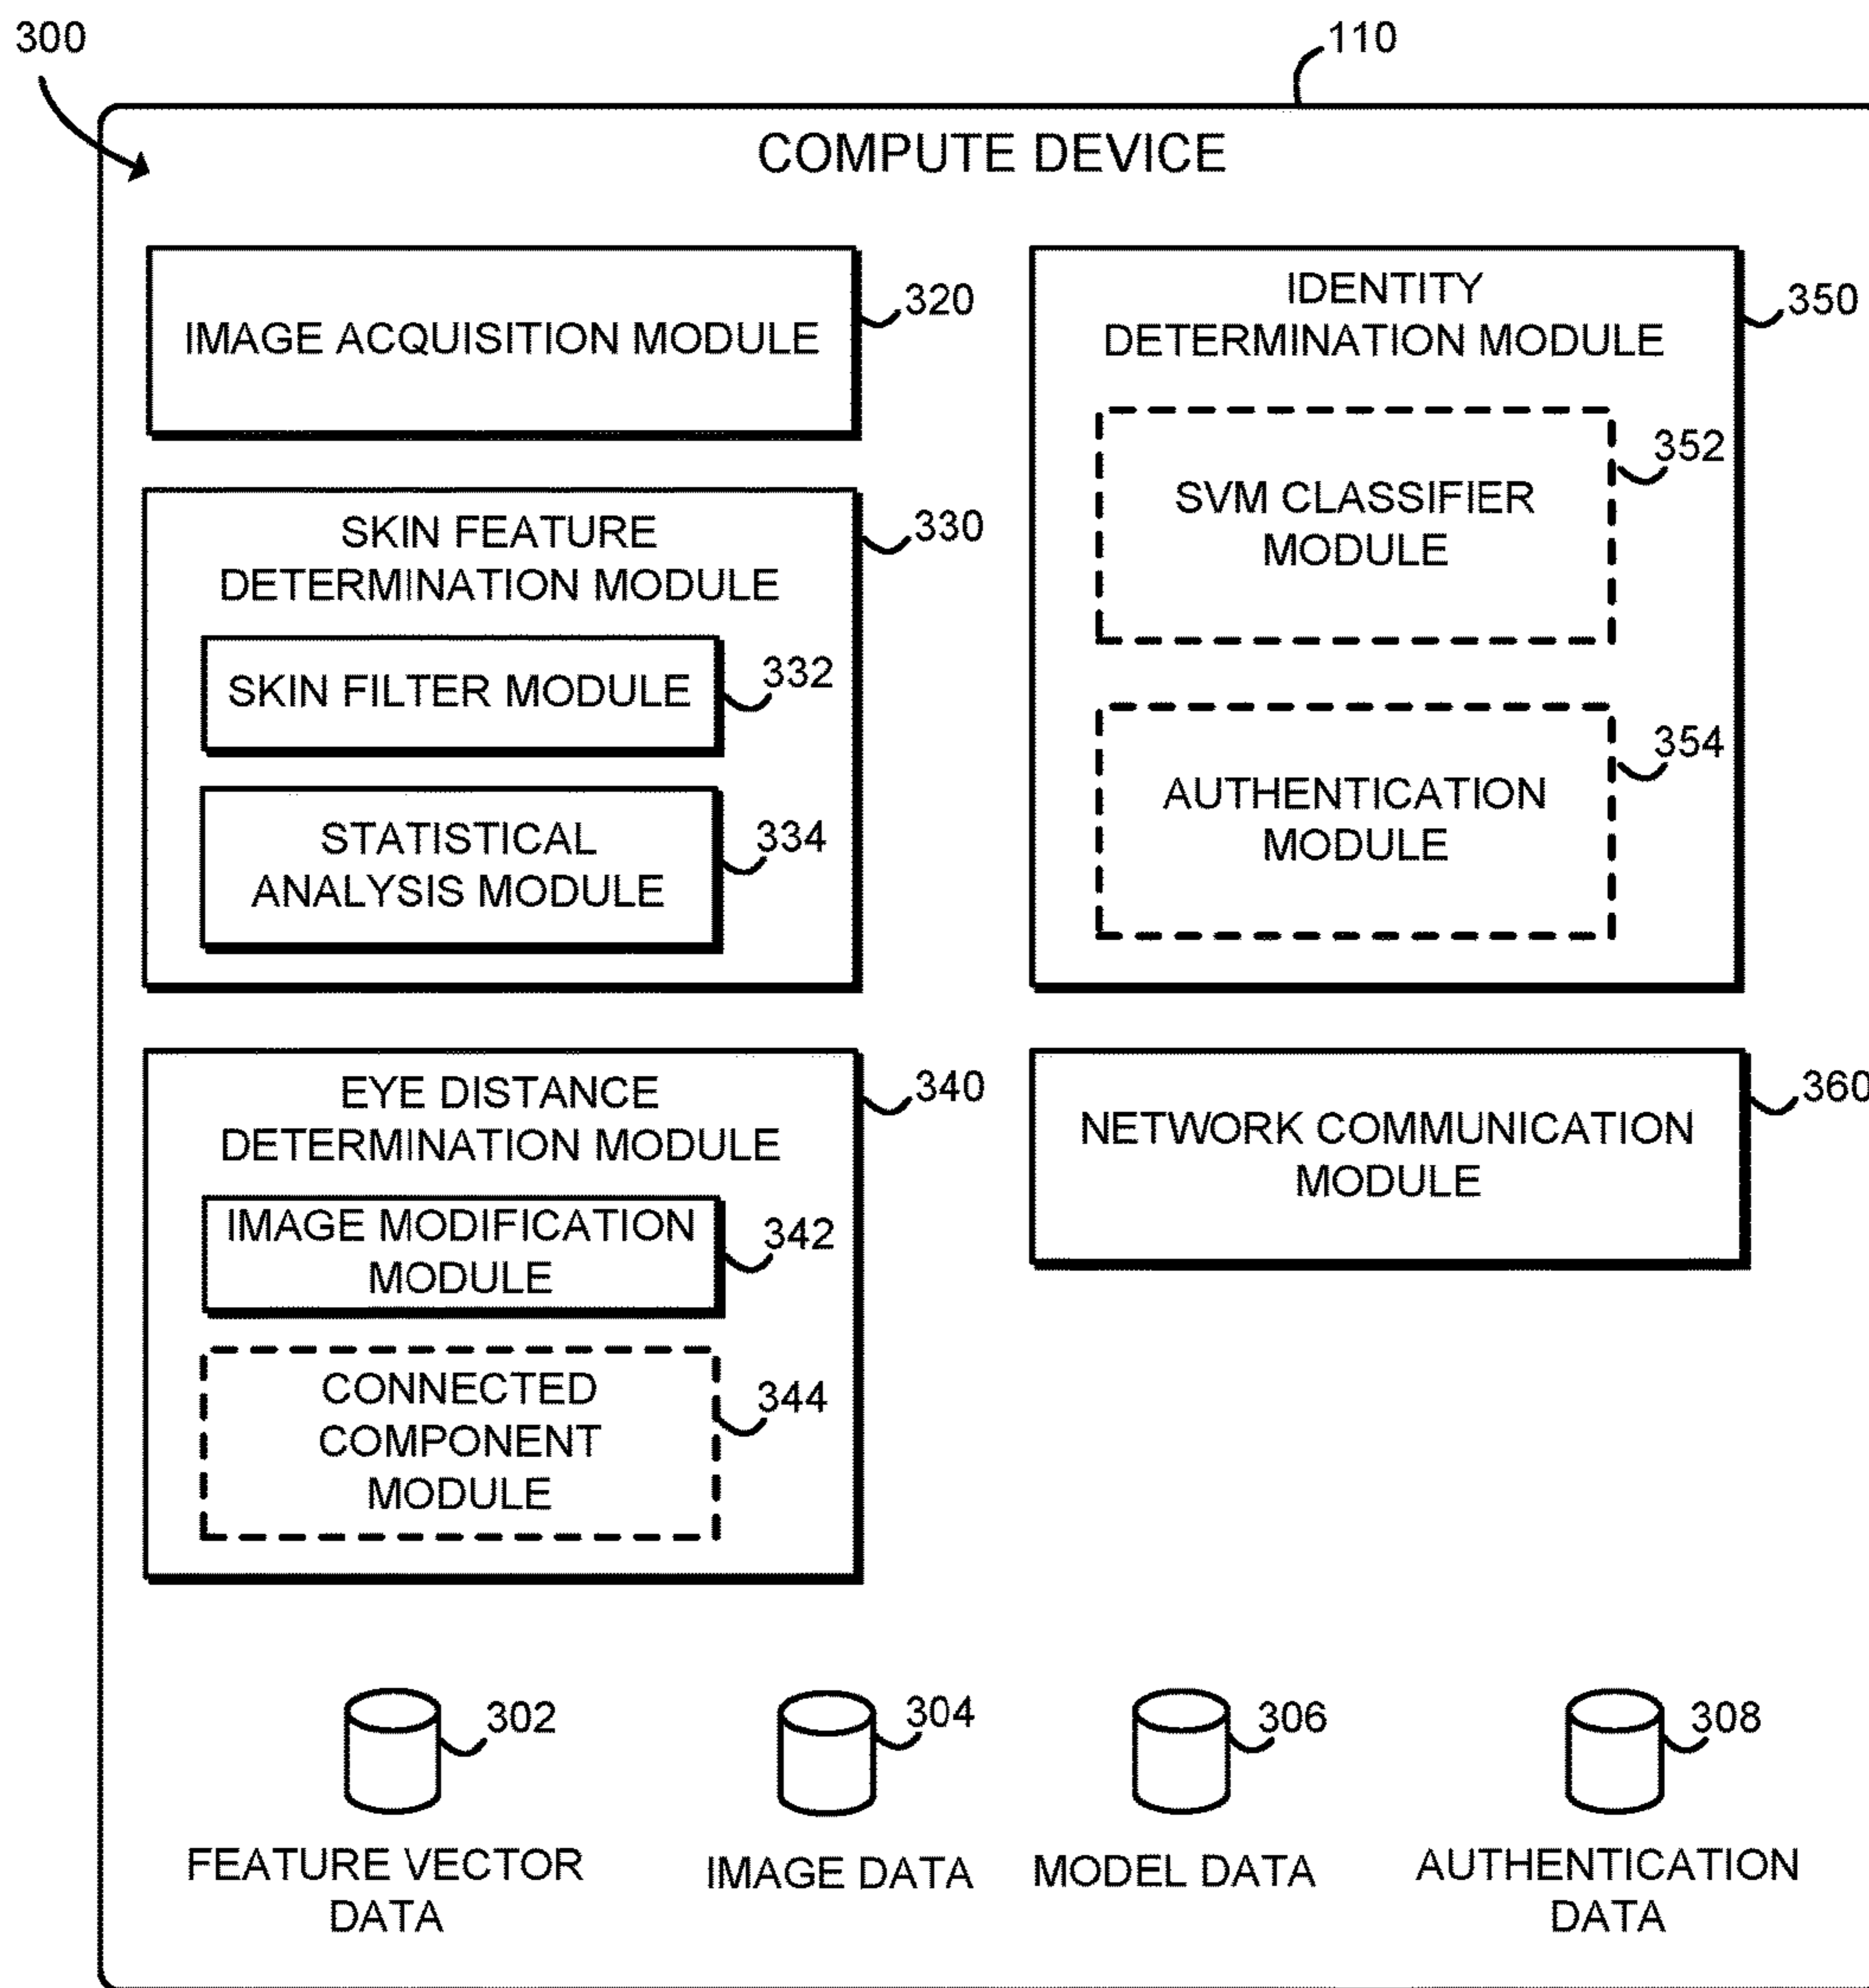 300
110
COMPUTE DEVICE
IMAGE ACQUISITION MODULE
320
SKIN FEATURE
DETERMINATION MODULE
330
SKIN FILTER MODULE
332
STATISTICAL
ANALYSIS MODULE
334
EYE DISTANCE
DETERMINATION MODULE
340
IMAGE MODIFICATION
MODULE
342
CONNECTED
COMPONENT
MODULE
344
IDENTITY
DETERMINATION MODULE
350
SVM CLASSIFIER
MODULE
352
AUTHENTICATION
MODULE
354
NETWORK COMMUNICATION
MODULE
360
302
FEATURE VECTOR
DATA
304
IMAGE DATA
306
MODEL DATA
308
AUTHENTICATION
DATA